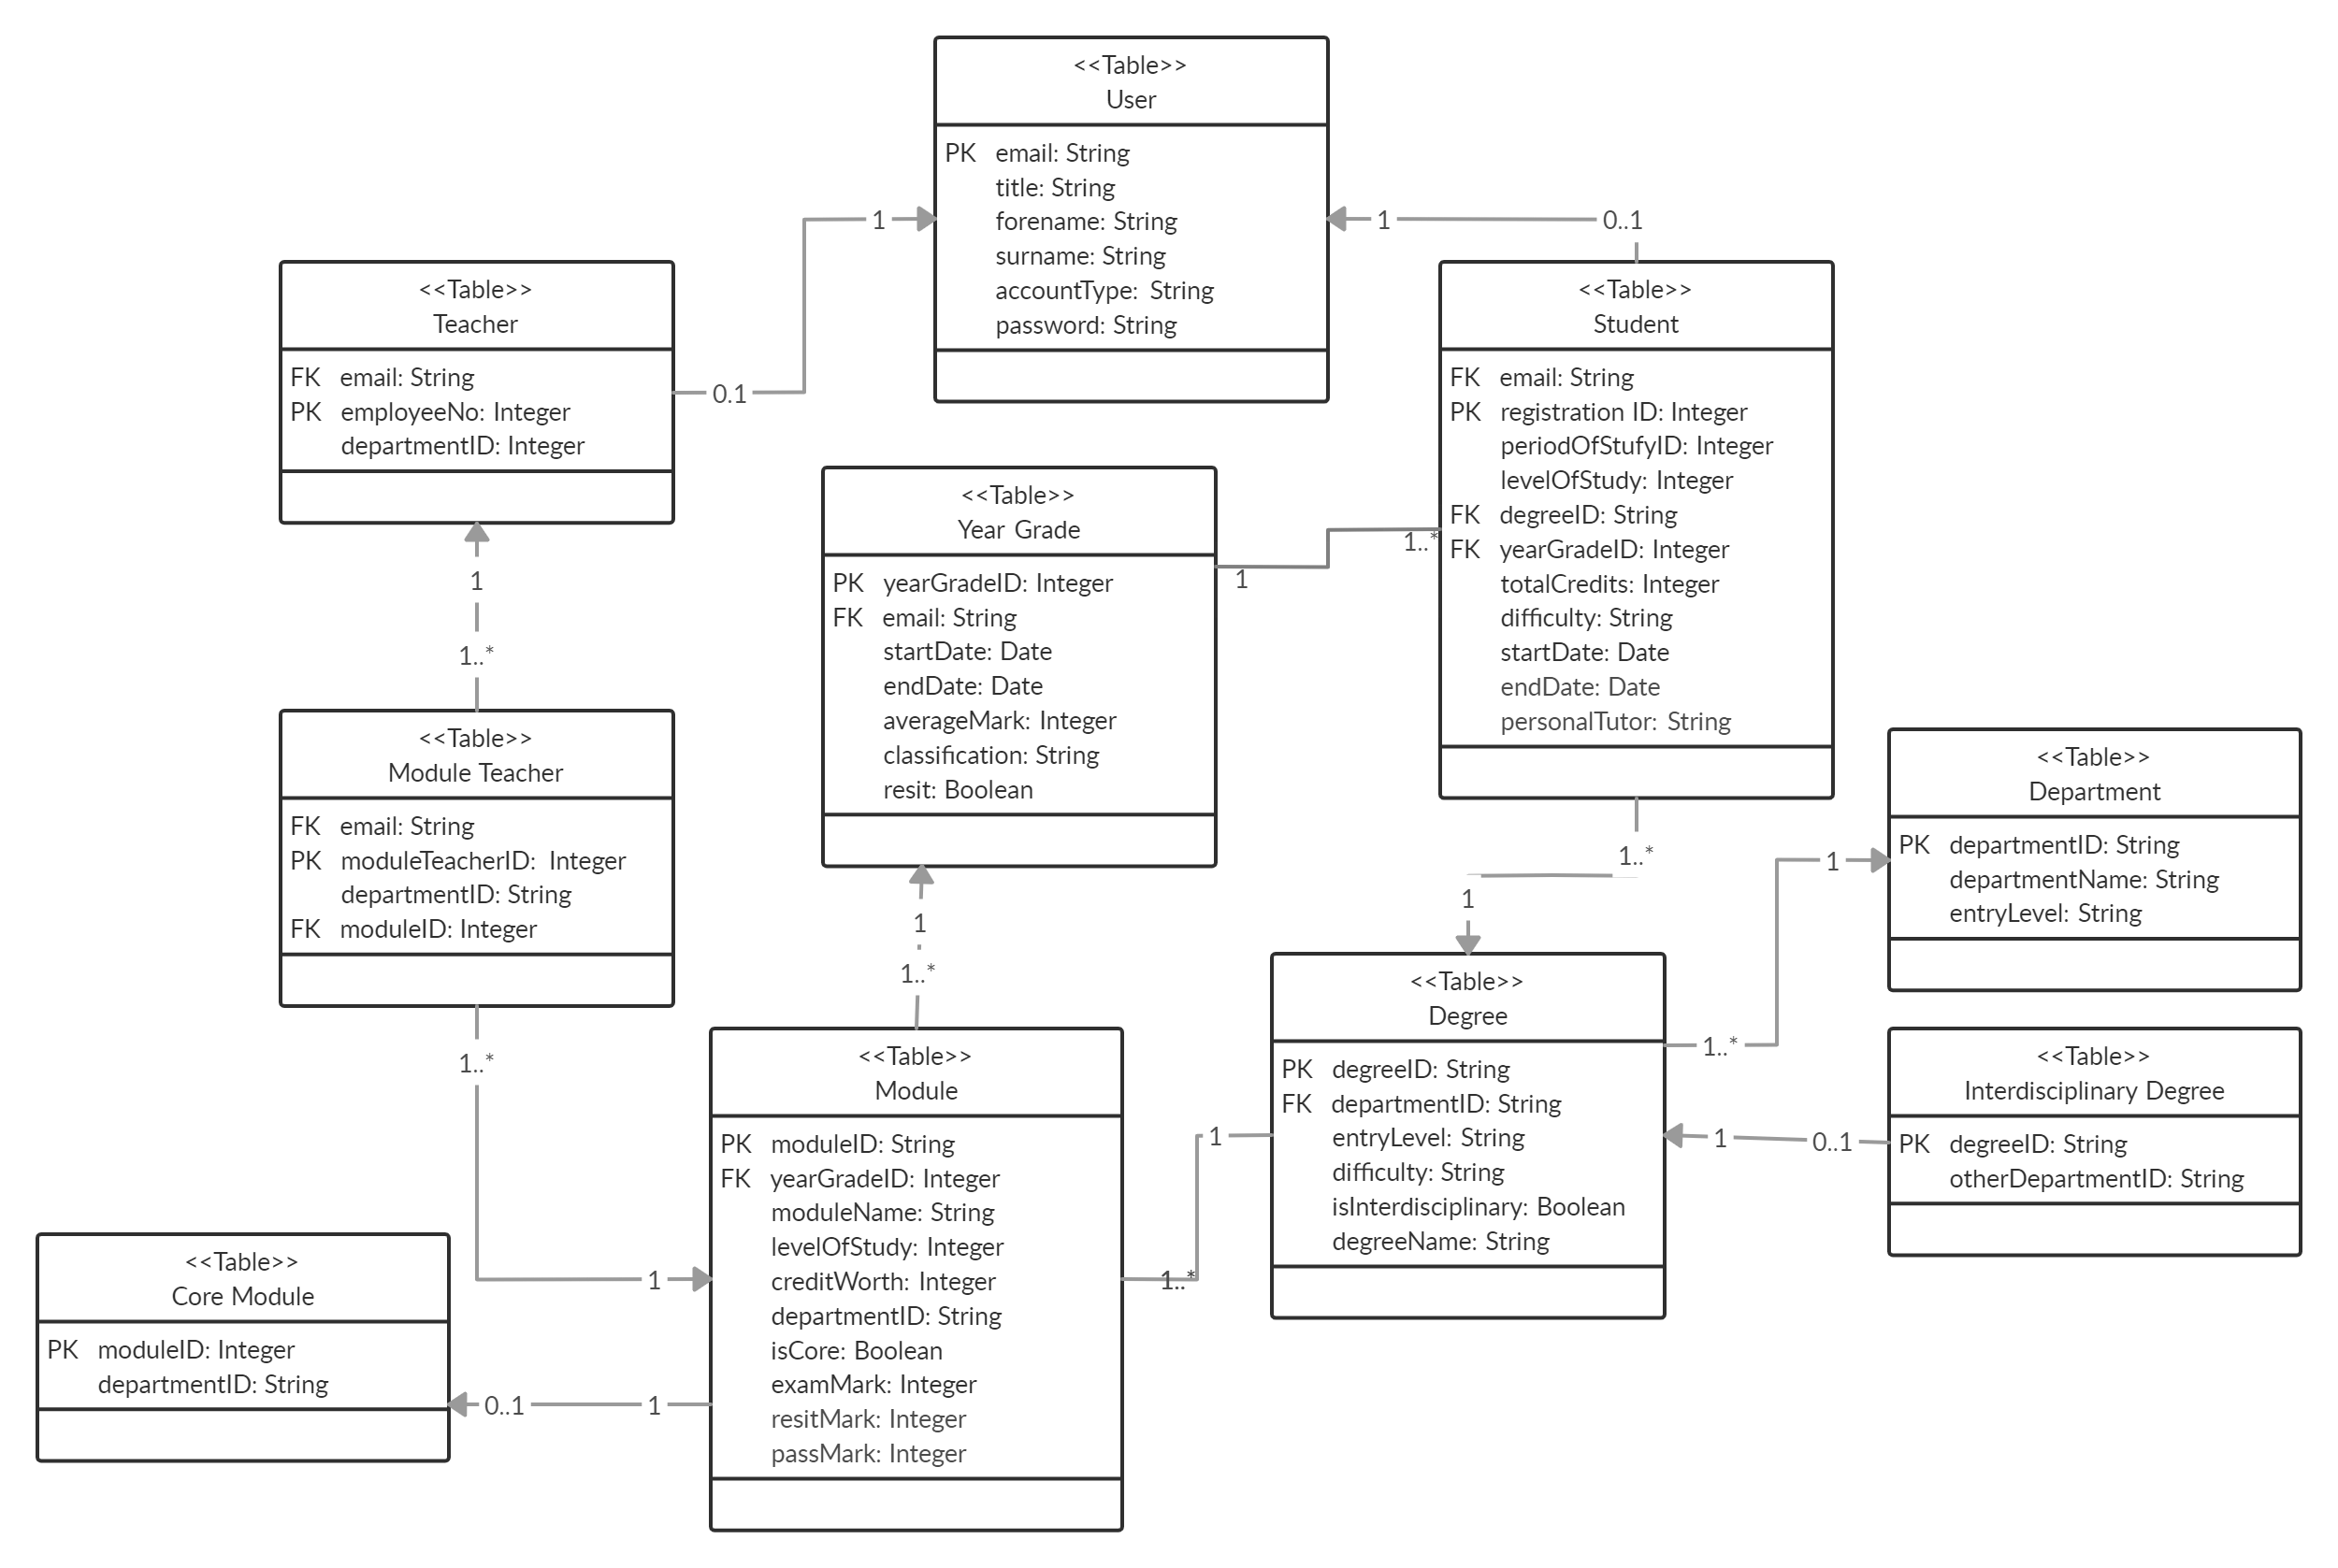 <<Table>>
User
PK email: String
title: String
forename: String
surname: String
accountType: String
password: String
1
1
0..1
<<Table>>
Teacher
FK email: String
PK employeeNo: Integer
departmentID: Integer
0.1
<<Table>>
Student
FK email: String
PK registration ID: Integer
periodOfStufyID: Integer
levelOfStudy: Integer
FK degreeID: String
FK yearGradeID: Integer
totalCredits: Integer
difficulty: String
startDate: Date
endDate: Date
personalTutor: String
<<Table>>
Year Grade
PK yearGradeID: Integer
FK email: String
startDate: Date
endDate: Date
averageMark: Integer
classification: String
resit: Boolean
1..*
1
1
1..*
<<Table>>
Module Teacher
FK email: String
PK moduleTeacherID: Integer
departmentID: String
FK moduleID: Integer
<<Table>>
Department
PK departmentID: String
departmentName: String
entryLevel: String
1..*
1
1
1
1..*
<<Table>>
Degree
PK degreeID: String
FK departmentID: String
entryLevel: String
difficulty: String
isInterdisciplinary: Boolean
degreeName: String
1..*
1..*
<<Table>>
Interdisciplinary Degree
PK degreeID: String
otherDepartmentID: String
1
0..1
1
<<Table>>
Module
PK moduleID: String
FK yearGradeID: Integer
moduleName: String
levelOfStudy: Integer
creditWorth: Integer
departmentID: String
isCore: Boolean
examMark: Integer
resitMark: Integer
passMark: Integer
1
1..*
<<Table>>
Core Module
PK moduleID: Integer
departmentID: String
0..1
1